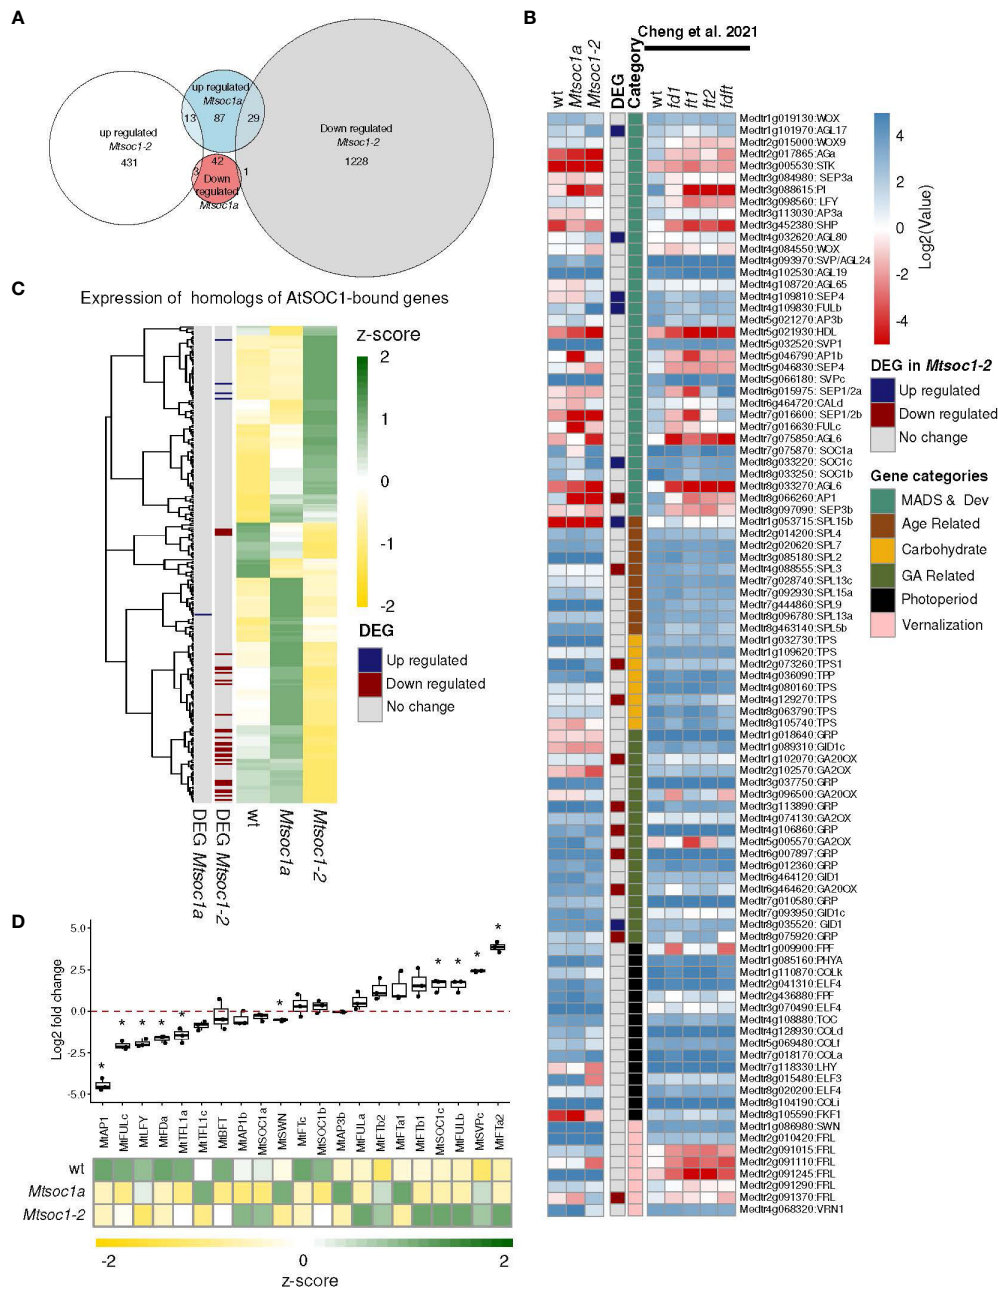 A
up regulated
Mtsoc1a
13
87
29
up regulated
Mtsoc1-2
431
Down regulated
Mtsoc1-2
1228
42
3
1
Down
regulated
Mtsoc1a
B
Cheng et al. 2021
wt
Mtsoc1a
Mtsoc1-2
DEG
Category
wt
fd1
ft1
ft2
fdft
Medtr1g019130:WOX
Medtr1g101970:AGL17
Medtr2g015000:WOX9
Medtr2g017865:AGa
Medtr3g005530:STK
Medtr3g084980: SEP3a
Medtr3g088615:PI
Medtr3g098560: LFY
Medtr3g113030:AP3a
Medtr3g452380:SHP
Medtr4g032620:AGL80
Medtr4g084550:WOX
Medtr4g093970:SVP/AGL24
Medtr4g102530:AGL19
Medtr4g108720:AGL65
Medtr4g109810:SEP4
Medtr4g109830:FULb
Medtr5g021270:AP3b
Medtr5g021930:HDL
Medtr5g032520:SVP1
Medtr5g046790:AP1b
Medtr5g046830:SEP4
Medtr5g066180: SVPc
Medtr6g015975: SEP1/2a
Medtr6g464720:CALd
Medtr7g016600: SEP1/2b
Medtr7g016630:FULc
Medtr7g075850:AGL6
Medtr7g075870: SOC1a
Medtr8g033220: SOC1c
Medtr8g033250: SOC1b
Medtr8g033270:AGL6
Medtr8g066260:AP1
Medtr8g097090: SEP3b
Medtr1g053715:SPL15b
Medtr2g014200:SPL4
Medtr2g020620:SPL7
Medtr3g085180:SPL2
Medtr4g088555:SPL3
Medtr7g028740:SPL13c
Medtr7g092930:SPL15a
Medtr7g444860:SPL9
Medtr8g096780:SPL13a
Medtr8g463140:SPL5b
Medtr1g032730:TPS
Medtr1g109620:TPS
Medtr2g073260:TPS1
Medtr4g036090:TPP
Medtr4g080160:TPS
Medtr4g129270:TPS
Medtr8g063790:TPS
Medtr8g105740:TPS
Medtr1g018640:GRP
Medtr1g089310:GID1c
Medtr1g102070:GA20OX
Medtr2g102570:GA2OX
Medtr3g037750:GRP
Medtr3g096500:GA20OX
Medtr3g113890:GRP
Medtr4g074130:GA2OX
Medtr4g106860:GRP
Medtr5g005570:GA2OX
Medtr6g007897:GRP
Medtr6g012360:GRP
Medtr6g464120:GID1
Medtr6g464620:GA20OX
Medtr7g010580:GRP
Medtr7g093950:GID1c
Medtr8g035520: GID1
Medtr8g075920:GRP
Medtr1g009900:FPF
Medtr1g085160:PHYA
Medtr1g110870:COLk
Medtr2g041310:ELF4
Medtr2g436880:FPF
Medtr3g070490:ELF4
Medtr4g108880:TOC
Medtr4g128930:COLd
Medtr5g069480:COLf
Medtr7g018170:COLa
Medtr7g118330:LHY
Medtr8g015480:ELF3
Medtr8g020200:ELF4
Medtr8g104190:COLi
Medtr8g105590:FKF1
Medtr1g086980:SWN
Medtr2g010420:FRL
Medtr2g091015:FRL
Medtr2g091110:FRL
Medtr2g091245:FRL
Medtr2g091290:FRL
Medtr2g091370:FRL
Medtr4g068320:VRN1
4
2
0
-2
-4
Log2(Value)
DEG in Mtsoc1-2
Up regulated
Down regulated
No change
Gene categories
MADS & Dev
Age Related
Carbohydrate
GA Related
Photoperiod
Vernalization
C
Expression of homologs of AtSOC1-bound genes
z-score
2
1
0
-1
-2
DEG
Up regulated
Down regulated
No change
DEG Mtsoc1a
DEG Mtsoc1-2
wt
Mtsoc1a
Mtsoc1-2
D
Log2 fold change
5.0
2.5
0.0
-2.5
-5.0
* * * * * * * * * *
MtAP1
MtFULc
MtLFY
MtFDa
MtTFL1a
MtTFL1c
MtBFT
MtAP1b
MtSOC1a
MtSWN
MtFTc
MtSOC1b
MtAP3b
MtFULa
MtFTb2
MtFTa1
MtFTb1
MtSOC1c
MtFULb
MtSVPc
MtFTa2
wt
Mtsoc1a
Mtsoc1-2
-2
0
2
z-score